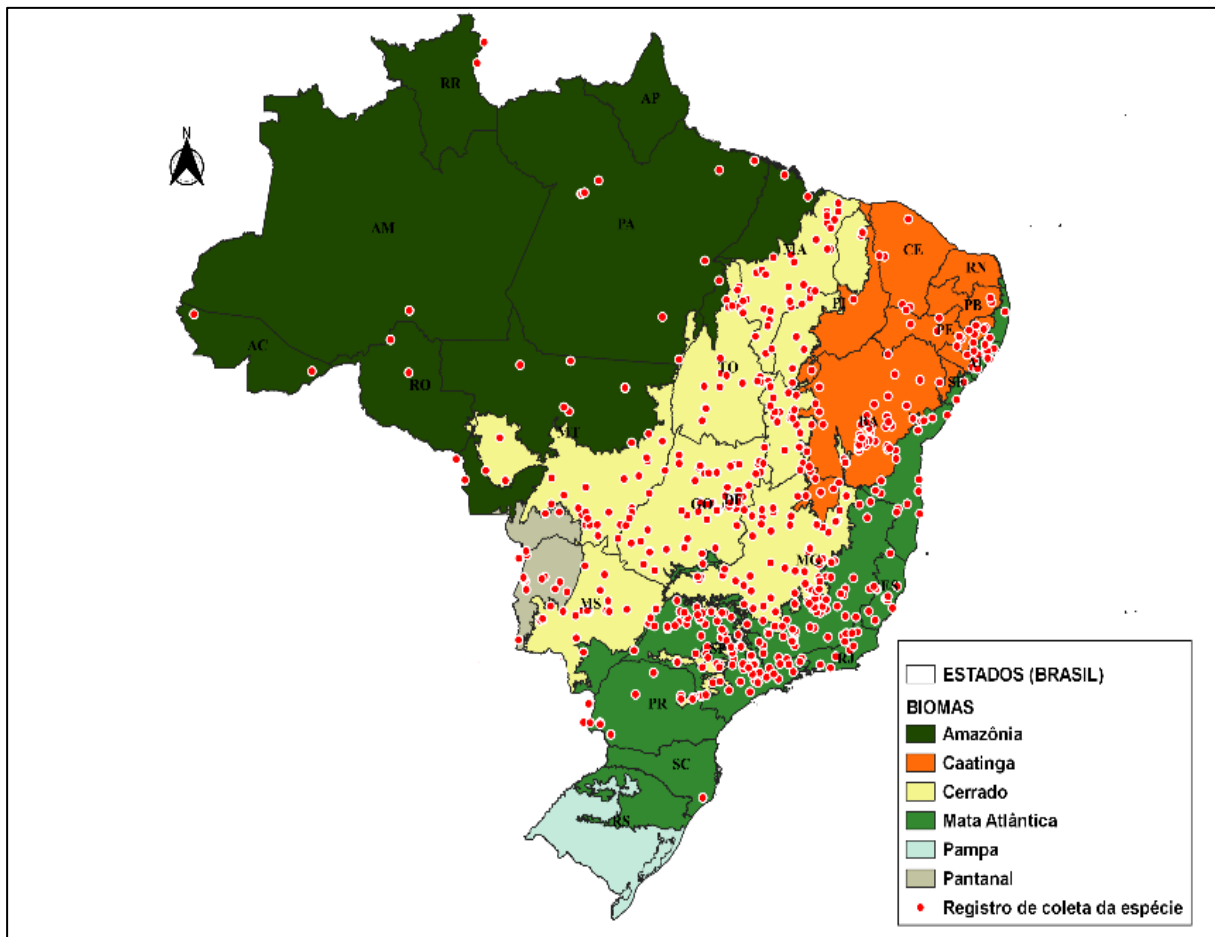 N
RR
AP
AM
PA
MA
CE
RN
PI
PB
PE
AC
RO
TO
AL
SE
BA
MT
GO
DF
MG
ES
MS
SP
RJ
PR
SC
RS
ESTADOS (BRASIL)
BIOMAS
Amazônia
Caatinga
Cerrado
Mata Atlântica
Pampa
Pantanal
Registro de coleta da espécie